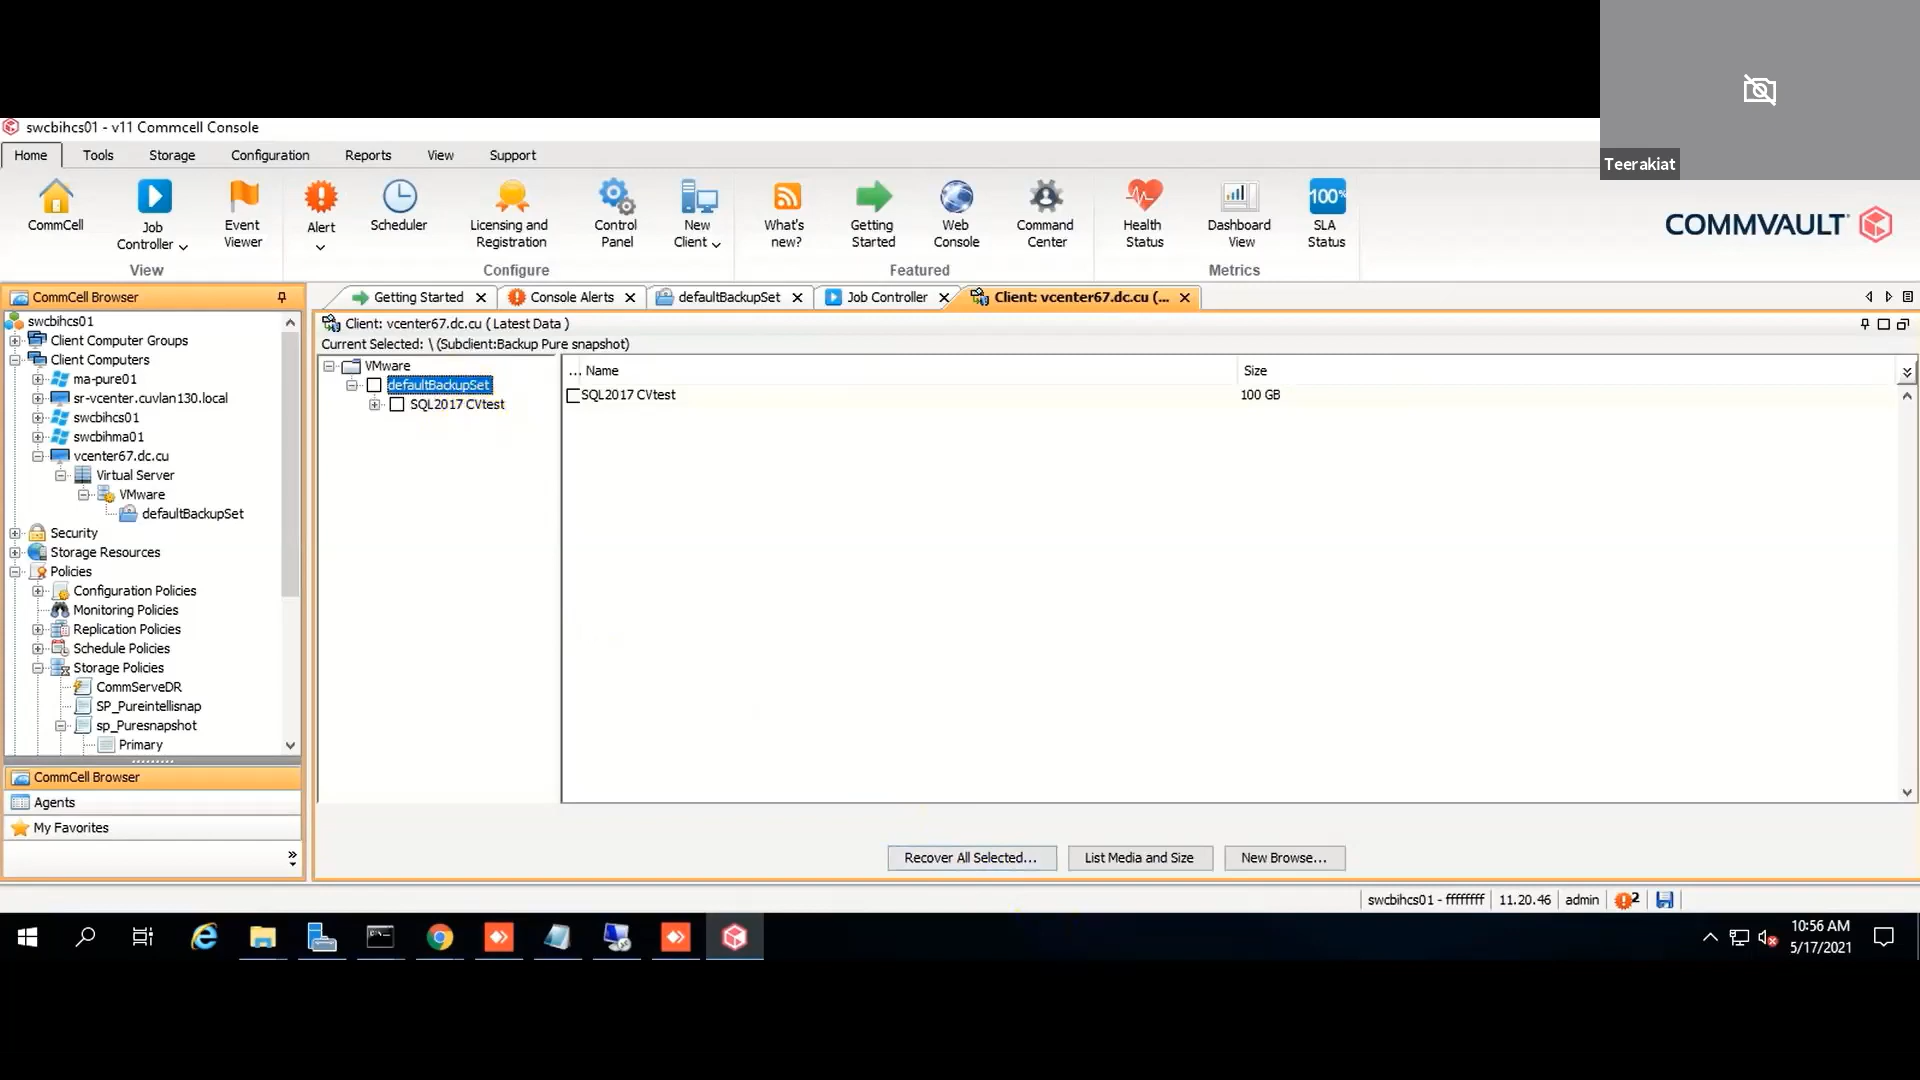 Teerakiat
swcbihcs01 - v11 Commcell Console
Home Tools Storage Configuration Reports View Support
CommCell
Job Controller
Event Viewer
View
Alert
Scheduler
Licensing and Registration
Control Panel
New Client
Configure
What's new?
Getting Started
Web Console
Command Center
Featured
Health Status
Dashboard View
100%
SLA Status
Metrics
COMMVAULT
CommCell Browser
Getting Started
Console Alerts
defaultBackupSet
Job Controller
Client: vcenter67.dc.cu (...
swcbihcs01
Client Computer Groups
Client Computers
ma-pure01
sr-vcenter.cuvlan130.local
swcbihcs01
swcbihma01
vcenter67.dc.cu
Virtual Server
VMware
defaultBackupSet
Security
Storage Resources
Policies
Configuration Policies
Monitoring Policies
Replication Policies
Schedule Policies
Storage Policies
CommServeDR
SP_Pureintellisnap
sp_Puresnapshot
Primary
CommCell Browser
Agents
My Favorites
Client: vcenter67.dc.cu ( Latest Data )
Current Selected: \ (Subclient:Backup Pure snapshot)
VMware
defaultBackupSet
SQL2017 CVtest
... Name Size
SQL2017 CVtest 100 GB
Recover All Selected... List Media and Size New Browse...
swcbihcs01 - ffffffff 11.20.46 admin 2
10:56 AM
5/17/2021